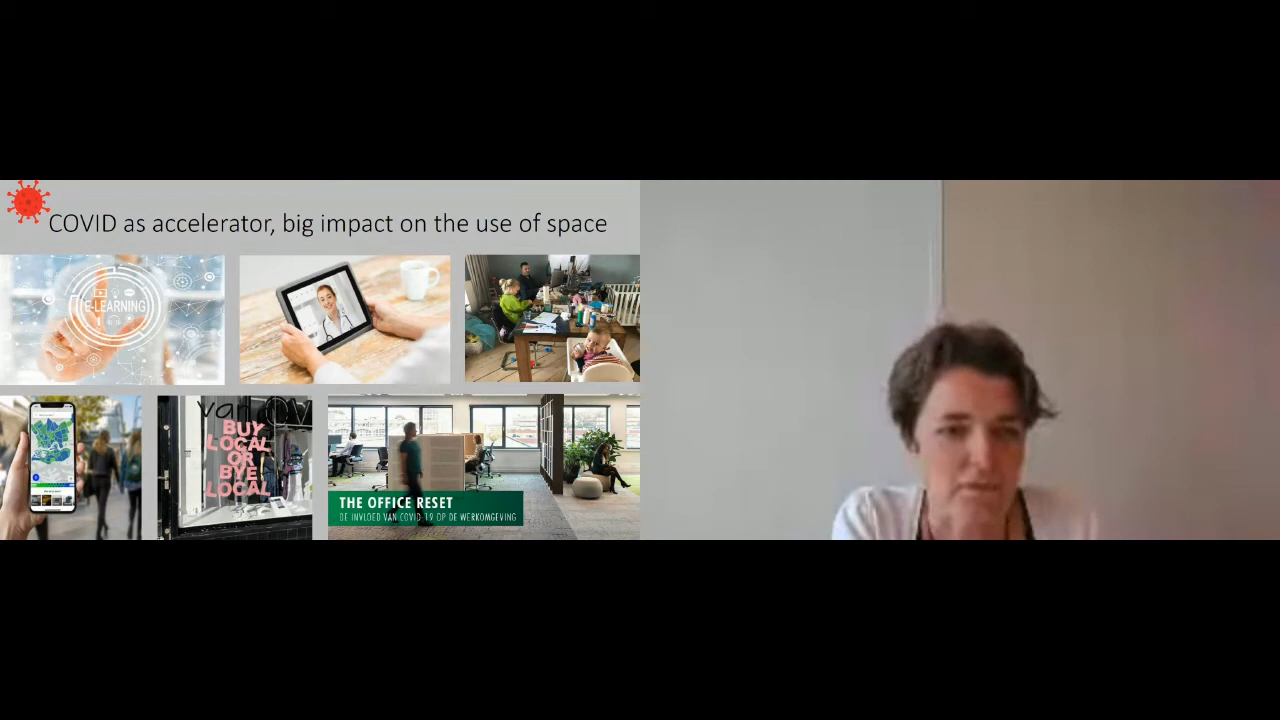 COVID as accelerator, big impact on the use of space
E-LEARNING
BUY
LOCAL
OR
BYE
LOCAL
THE OFFICE RESET
DE INVLOED VAN COVID-19 OP DE WERKOMGEVING